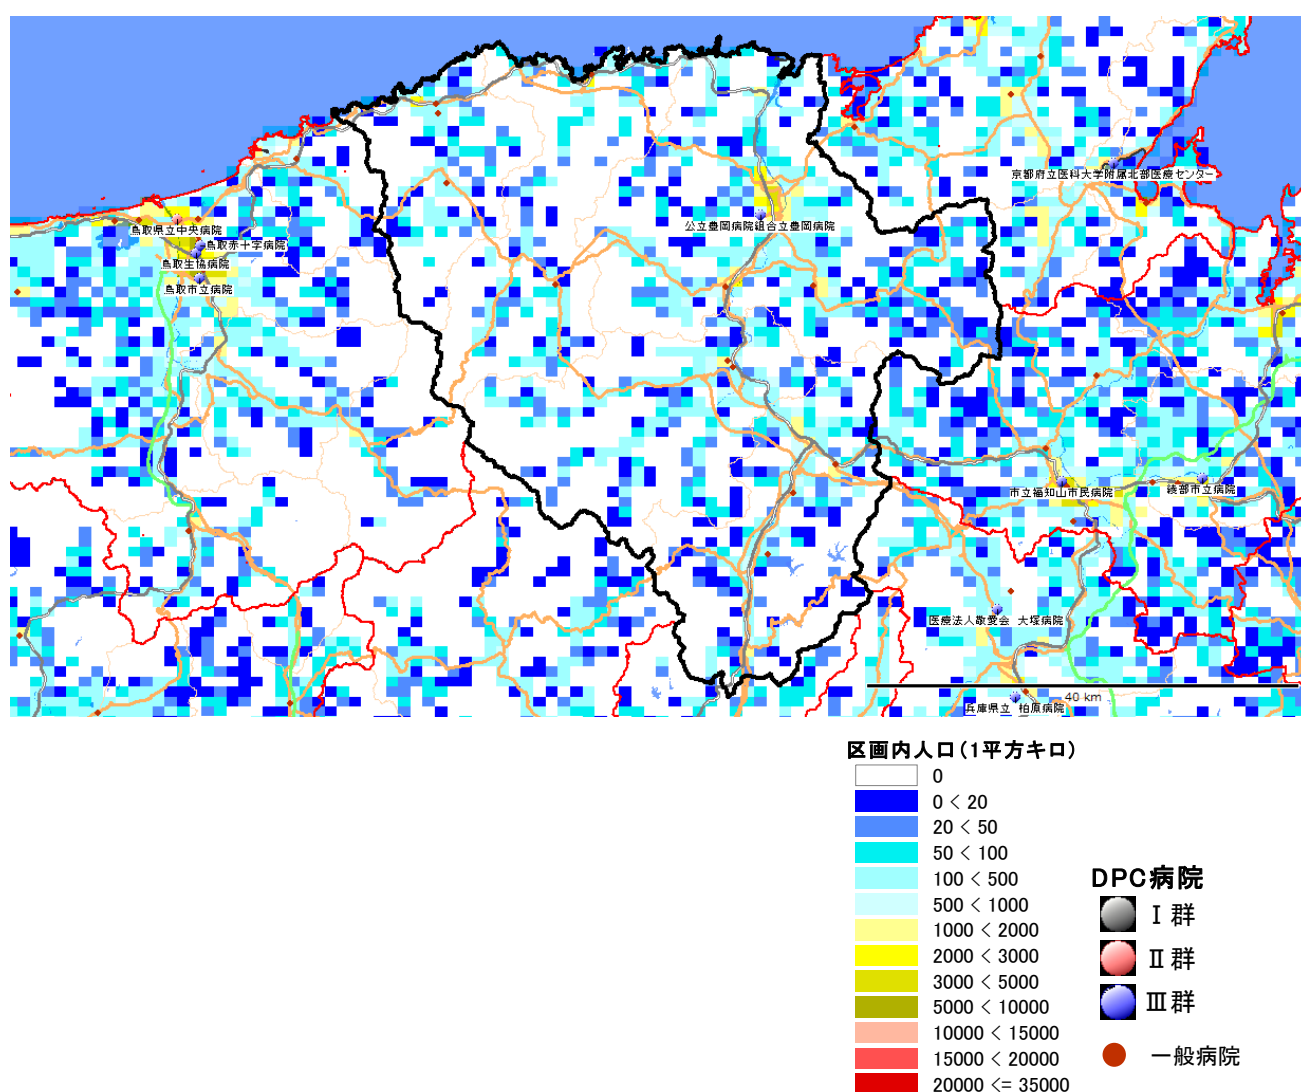 京都府立医科大学附属北部医療センター
鳥取県立中央病院
公立豊岡病院組合立豊岡病院
鳥取赤十字病院
鳥取生協病院
鳥取市立病院
市立福知山市民病院
綾部市立病院
医療法人敬愛会 大塚病院
40 km
兵庫県立 柏原病院
区画内人口(1平方キロ)
0
0 < 20
20 < 50
50 < 100
100 < 500
500 < 1000
1000 < 2000
2000 < 3000
3000 < 5000
5000 < 10000
10000 < 15000
15000 < 20000
20000 <= 35000
DPC病院
Ⅰ群
Ⅱ群
Ⅲ群
一般病院